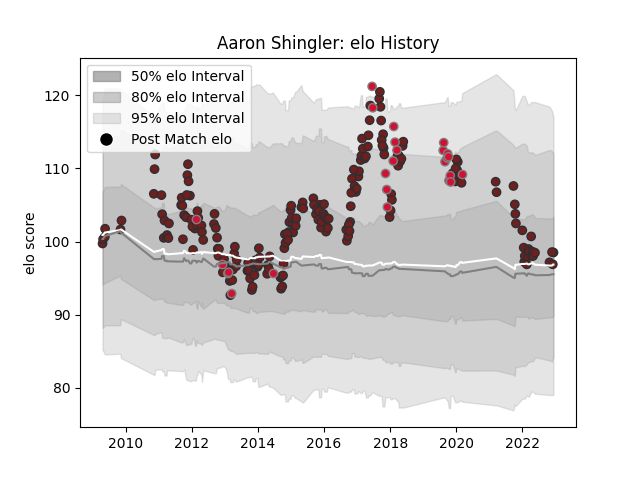 Aaron Shingler: elo History
50% elo Interval
80% elo Interval
95% elo Interval
Post Match elo
elo score
120
110
100
90
80
2010 2012 2014 2016 2018 2020 2022